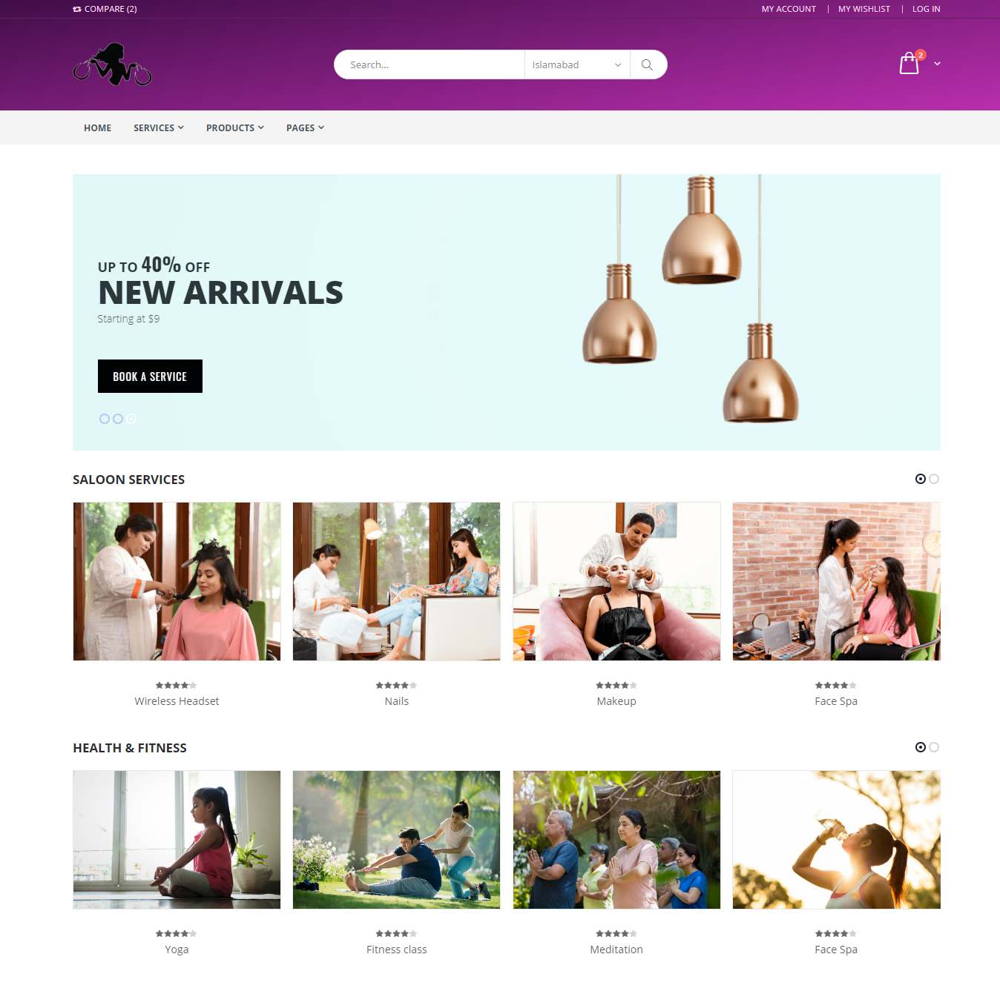 COMPARE (2)
MY ACCOUNT | MY WISHLIST | LOG IN
Search...
Islamabad
2
HOME
SERVICES
PRODUCTS
PAGES
UP TO 40% OFF
NEW ARRIVALS
Starting at $9
BOOK A SERVICE
SALOON SERVICES
Wireless Headset
Nails
Makeup
Face Spa
HEALTH & FITNESS
Yoga
Fitness class
Meditation
Face Spa